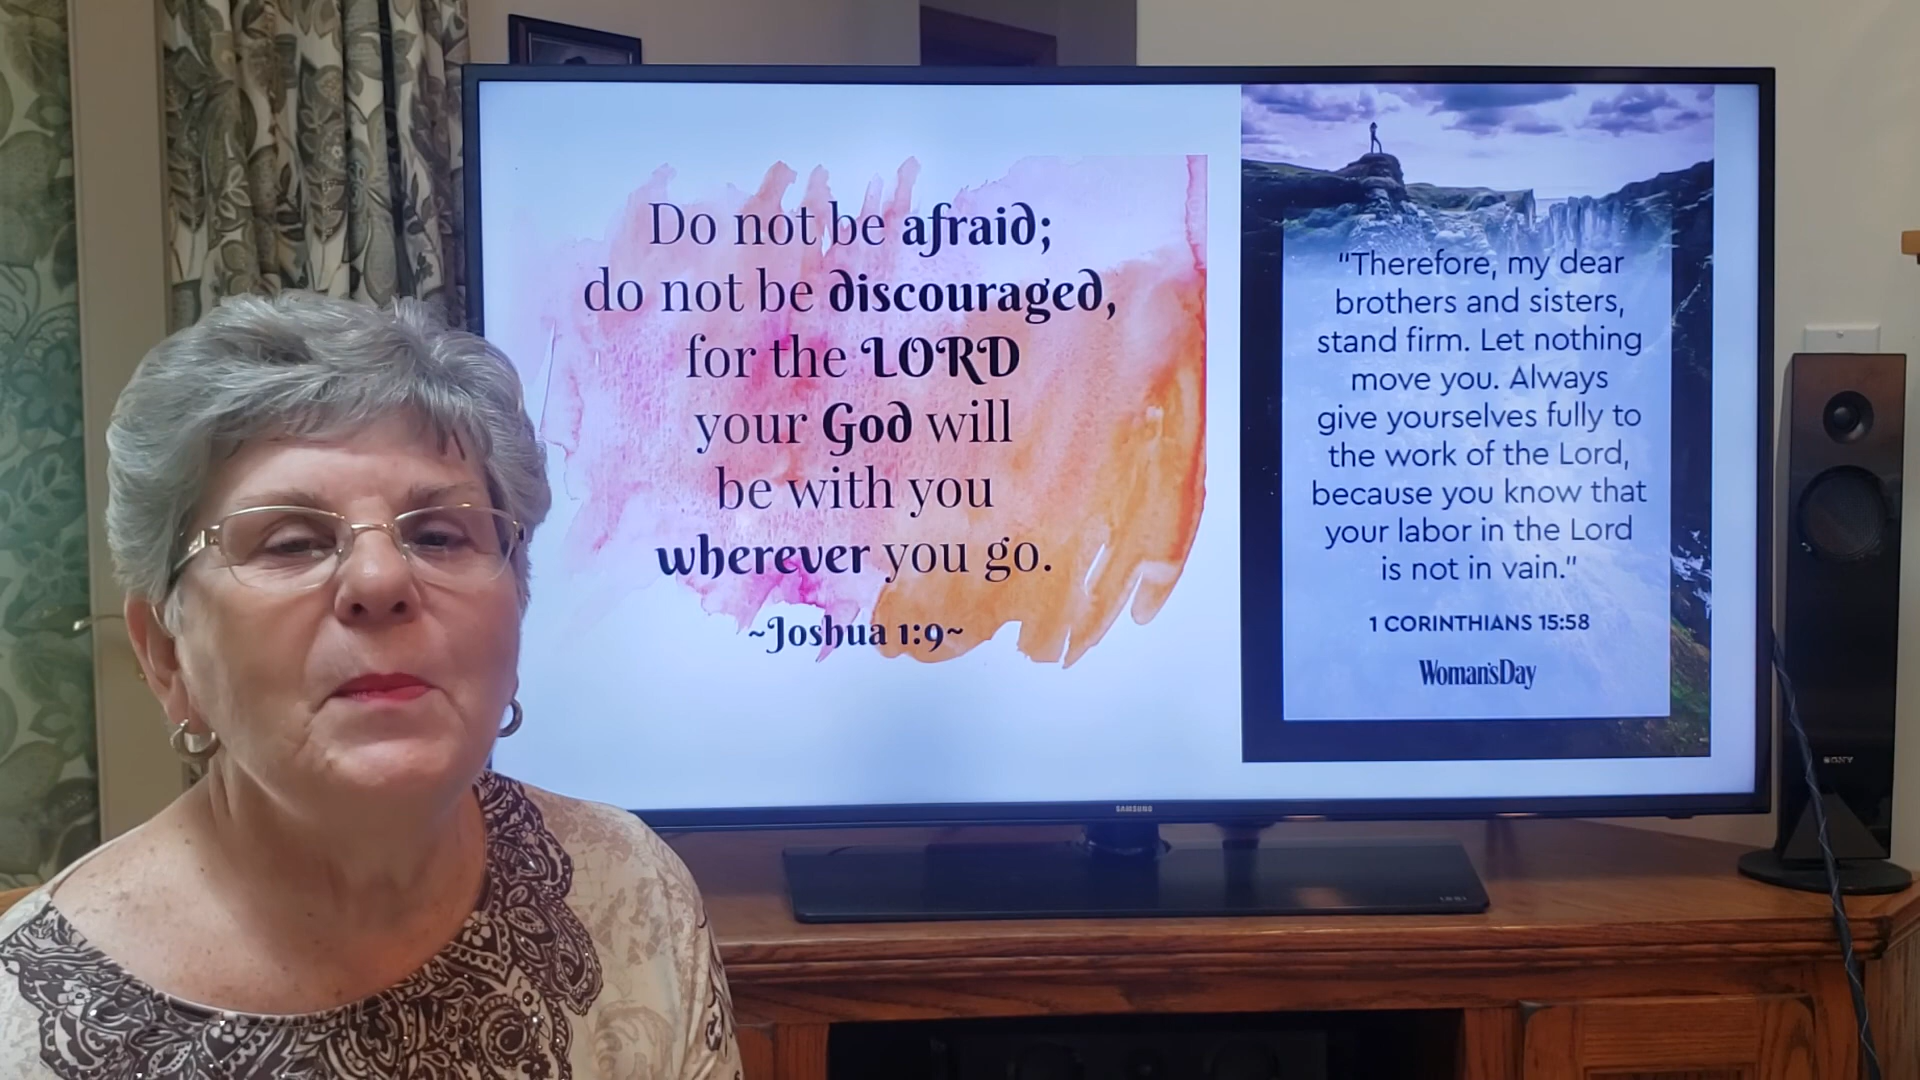 Do not be afraid;
do not be discouraged,
for the LORD
your God will
be with you
wherever you go.
~Joshua 1:9~
"Therefore, my dear
brothers and sisters,
stand firm. Let nothing
move you. Always
give yourselves fully to
the work of the Lord,
because you know that
your labor in the Lord
is not in vain."
1 CORINTHIANS 15:58
Woman'sDay
SAMSUNG
SONY